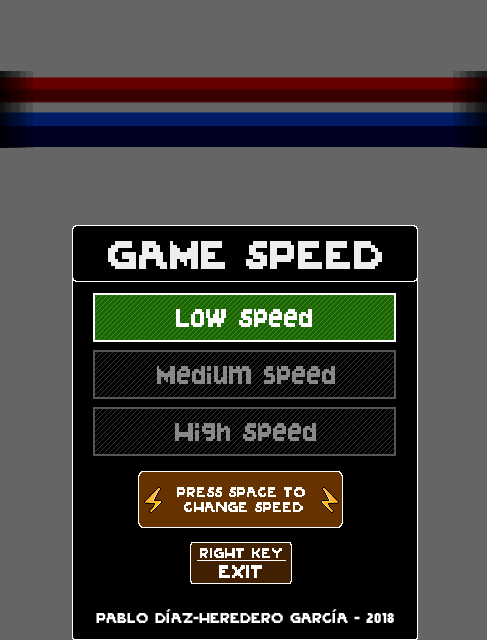 GAME SPEED
Low Speed
Medium Speed
High Speed
PRESS SPACE TO
CHANGE SPEED
RIGHT KEY
EXIT
PABLO DÍAZ-HEREDERO GARCÍA - 2018